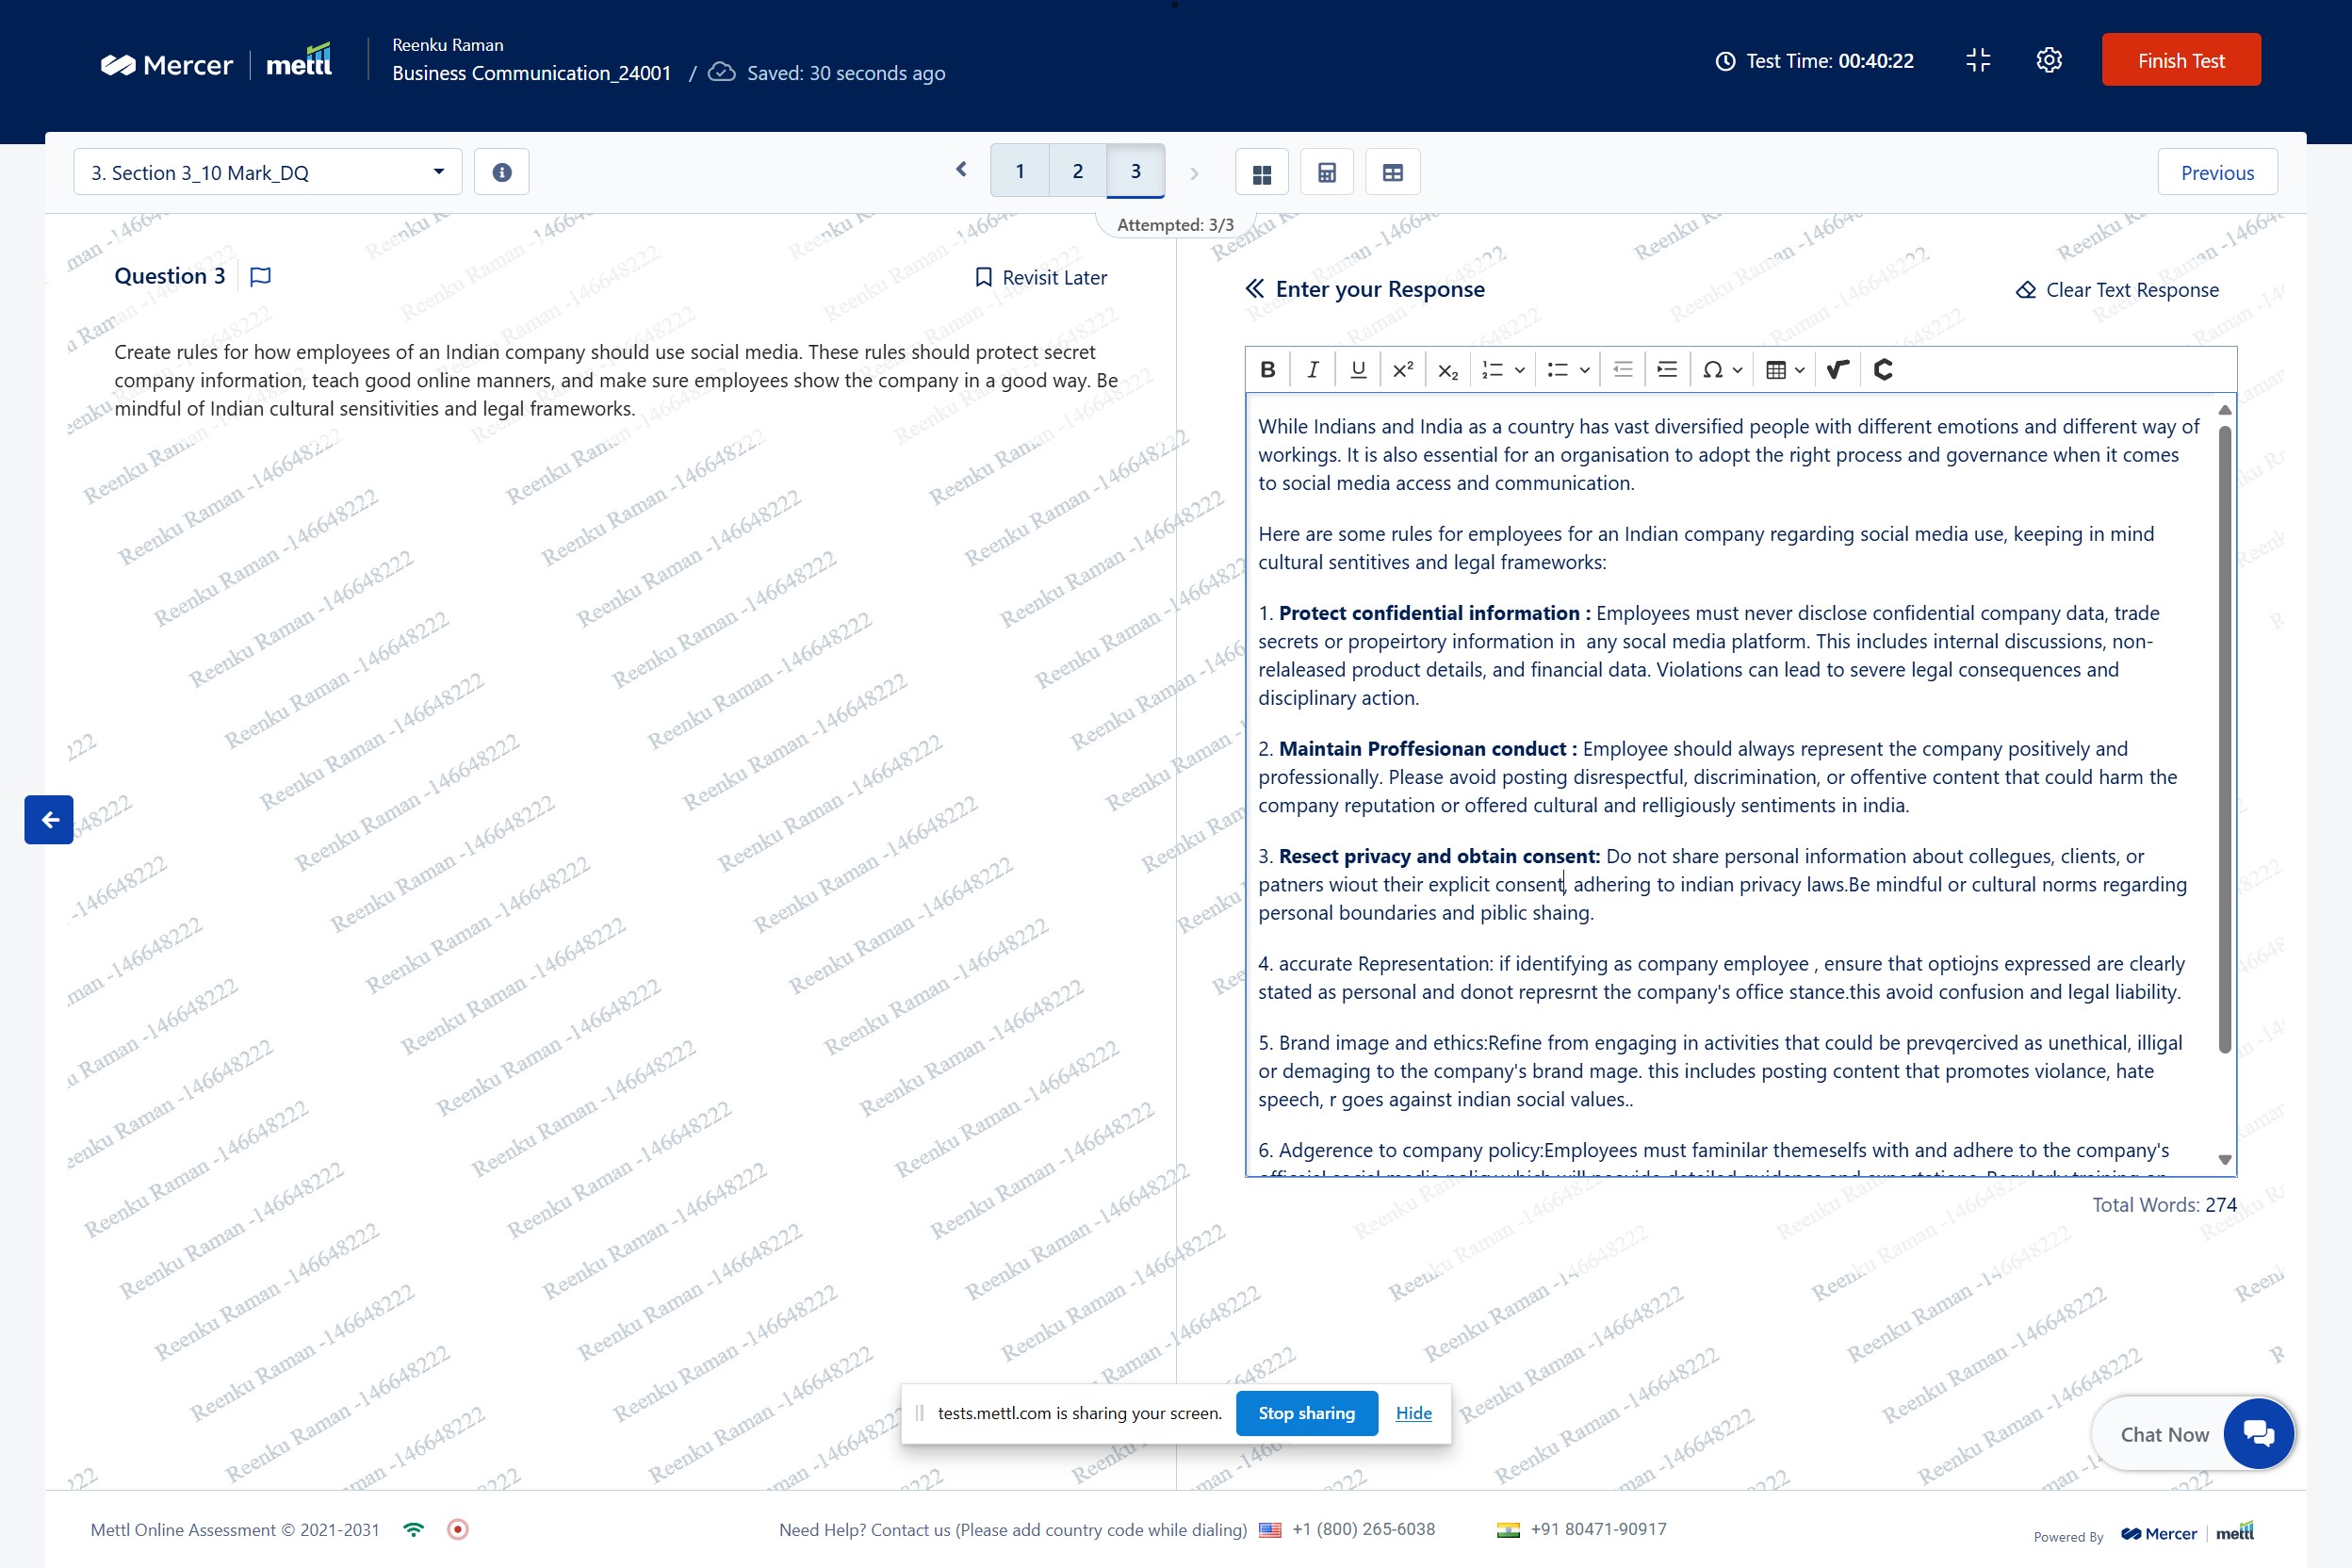 Mercer | mettl
Reenku Raman
Business Communication_24001 / Saved: 30 seconds ago
Test Time: 00:40:22
Finish Test
3. Section 3_10 Mark_DQ
1 2 3
Attempted: 3/3
Previous
Question 3
Revisit Later
Create rules for how employees of an Indian company should use social media. These rules should protect secret
company information, teach good online manners, and make sure employees show the company in a good way. Be
mindful of Indian cultural sensitivities and legal frameworks.
Enter your Response
Clear Text Response
B I U x² x₂ Ω
While Indians and India as a country has vast diversified people with different emotions and different way of
workings. It is also essential for an organisation to adopt the right process and governance when it comes
to social media access and communication.
Here are some rules for employees for an Indian company regarding social media use, keeping in mind
cultural sentitives and legal frameworks:
1. Protect confidential information : Employees must never disclose confidential company data, trade
secrets or propeirtory information in  any socal media platform. This includes internal discussions, non-
relaleased product details, and financial data. Violations can lead to severe legal consequences and
disciplinary action.
2. Maintain Proffesionan conduct : Employee should always represent the company positively and
professionally. Please avoid posting disrespectful, discrimination, or offentive content that could harm the
company reputation or offered cultural and relligiously sentiments in india.
3. Resect privacy and obtain consent: Do not share personal information about collegues, clients, or
patners wiout their explicit consent, adhering to indian privacy laws.Be mindful or cultural norms regarding
personal boundaries and piblic shaing.
4. accurate Representation: if identifying as company employee , ensure that optiojns expressed are clearly
stated as personal and donot represrnt the company's office stance.this avoid confusion and legal liability.
5. Brand image and ethics:Refine from engaging in activities that could be prevqercived as unethical, illigal
or demaging to the company's brand mage. this includes posting content that promotes violance, hate
speech, r goes against indian social values..
6. Adgerence to company policy:Employees must faminilar themeselfs with and adhere to the company's
Total Words: 274
Reenku Raman -146648222
tests.mettl.com is sharing your screen. Stop sharing Hide
Chat Now
Mettl Online Assessment © 2021-2031
Need Help? Contact us (Please add country code while dialing) +1 (800) 265-6038 +91 80471-90917
Powered By Mercer | mettl